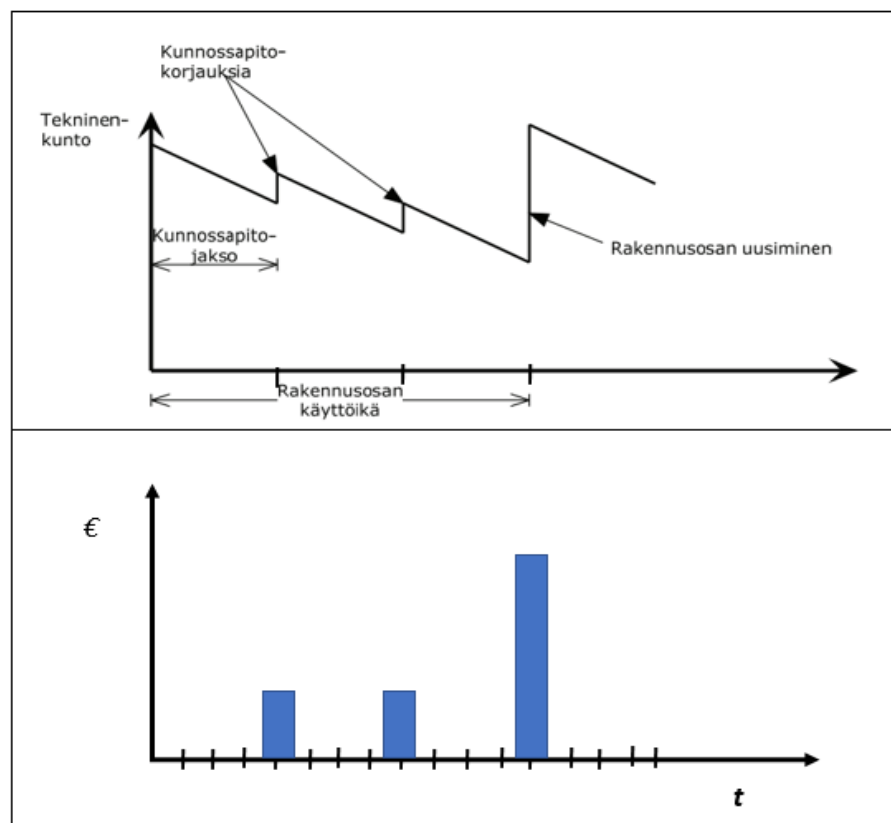 Kunnossapito-
korjauksia
Tekninen-
kunto
Kunnossapito-
jakso
Rakennusosan uusiminen
Rakennusosan
käyttöikä
€
t